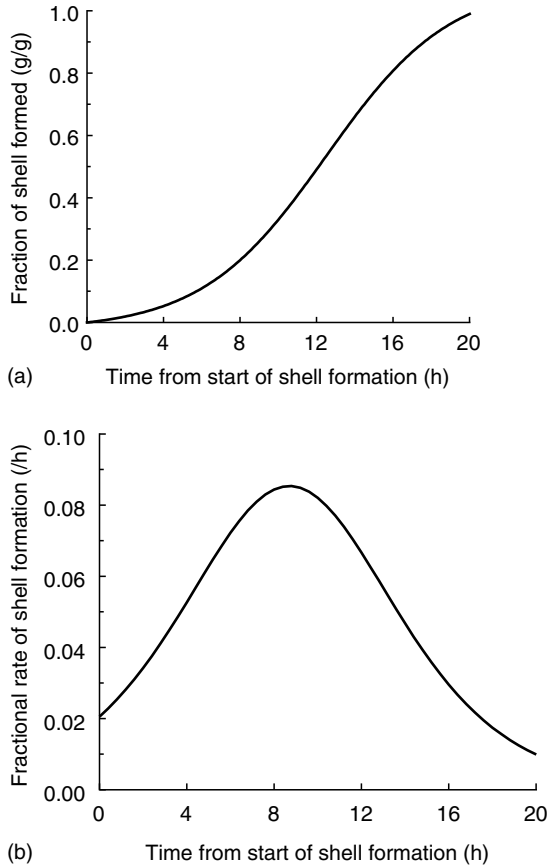 Fraction of shell formed (g/g)
1.0
0.8
0.6
0.4
0.2
0.0
0 4 8 12 16 20
(a) Time from start of shell formation (h)
Fractional rate of shell formation (/h)
0.10
0.08
0.06
0.04
0.02
0.00
0 4 8 12 16 20
(b) Time from start of shell formation (h)